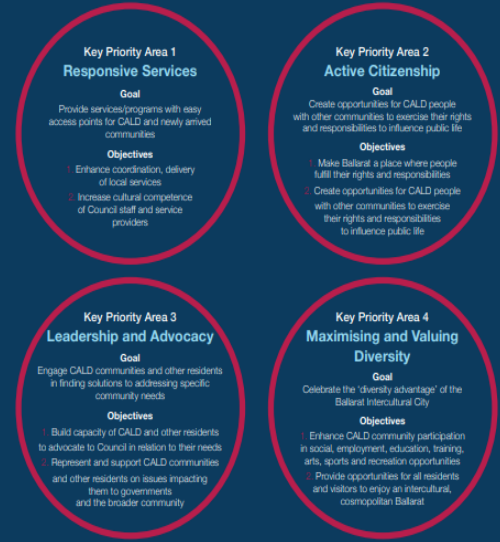 Key Priority Area 1
Responsive Services
Goal
Provide services/programs with easy
access points for CALD and newly arrived
communities
Objectives
1. Enhance coordination, delivery
of local services
2. Increase cultural competence
of Council staff and service
providers
Key Priority Area 2
Active Citizenship
Goal
Create opportunities for CALD people
with other communities to exercise their rights
and responsibilities to influence public life
Objectives
1. Make Ballarat a place where people
fulfill their rights and responsibilities
2. Create opportunities for CALD people
with other communities to exercise
their rights and responsibilities
to influence public life
Key Priority Area 3
Leadership and Advocacy
Goal
Engage CALD communities and other residents
in finding solutions to addressing specific
community needs
Objectives
1. Build capacity of CALD and other residents
to advocate to Council in relation to their needs
2. Represent and support CALD communities
and other residents on issues impacting
them to governments
and the broader community
Key Priority Area 4
Maximising and Valuing
Diversity
Goal
Celebrate the 'diversity advantage' of the
Ballarat Intercultural City
Objectives
1. Enhance CALD community participation
in social, employment, education, training,
arts, sports and recreation opportunities
2. Provide opportunities for all residents
and visitors to enjoy an intercultural,
cosmopolitan Ballarat